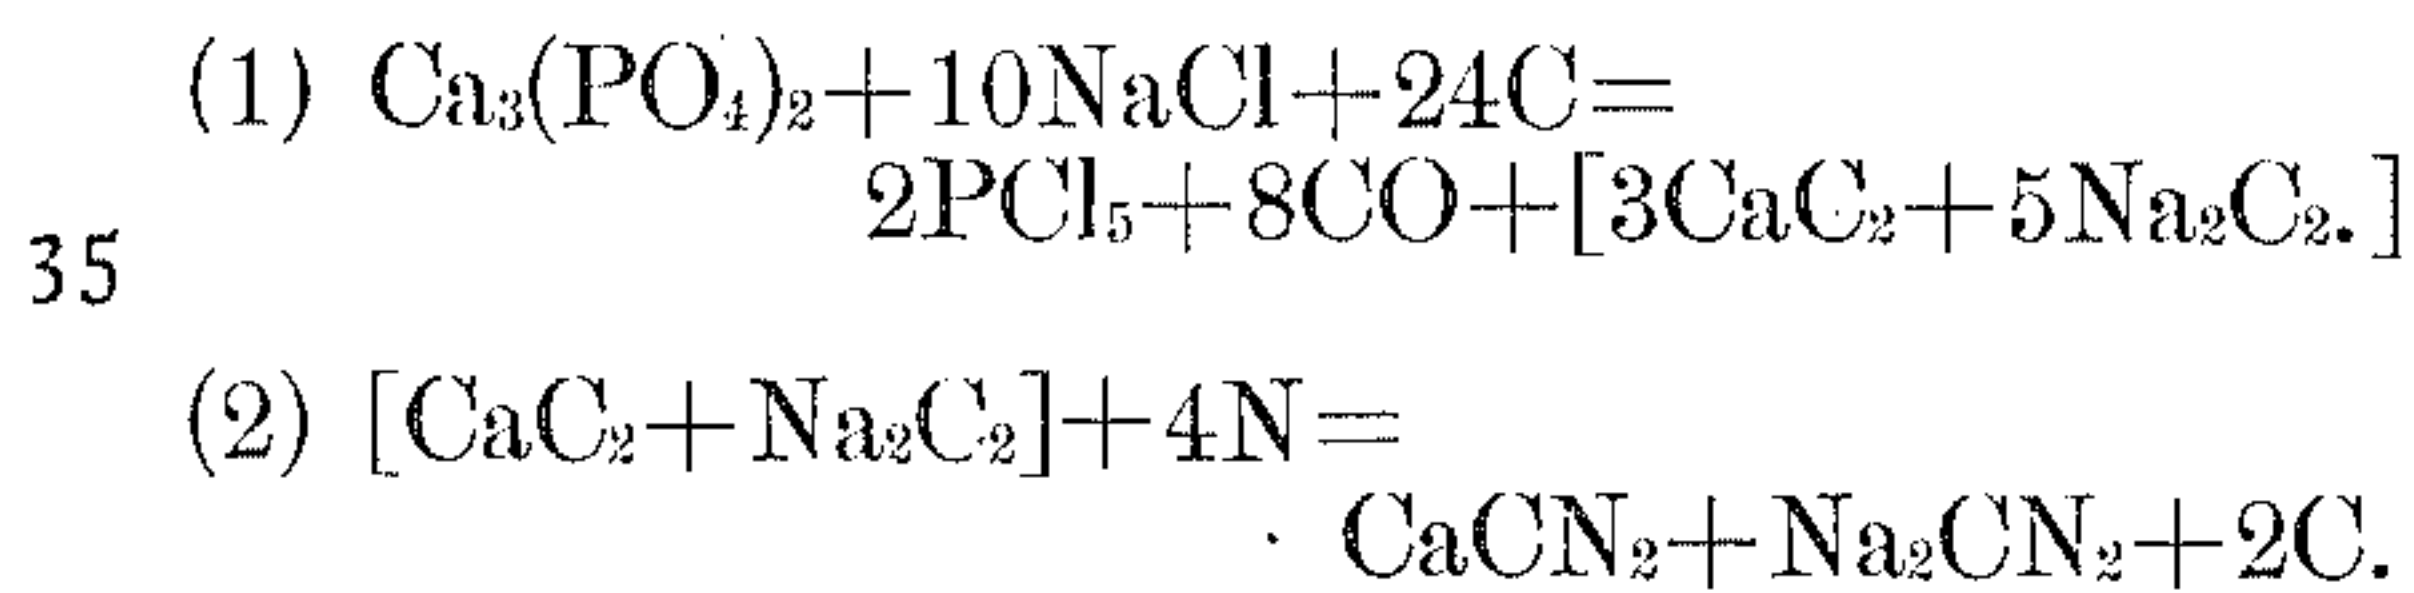 (1) Ca₃(PO₄)₂+10NaCl+24C=
2PCl₅+8CO+[3CaC₂+5Na₂C₂.]
35
(2) [CaC₂+Na₂C₂]+4N=
CaCN₂+Na₂CN₂+2C.